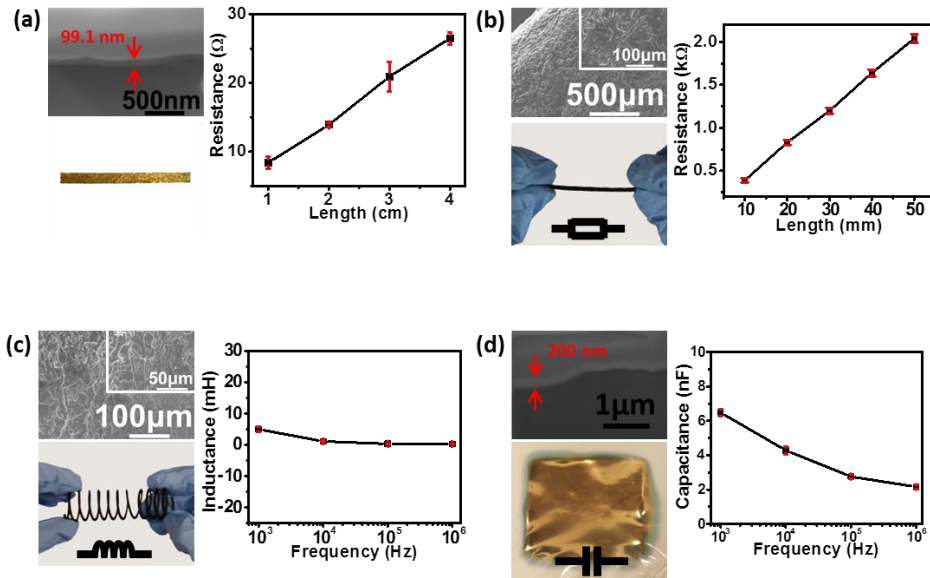 (a)
99.1 nm
500nm
Resistance (Ω)
30
20
10
1 2 3 4
Length (cm)
(b)
100μm
500μm
Resistance (kΩ)
2.0
1.5
1.0
0.5
10 20 30 40 50
Length (mm)
(c)
50μm
100μm
Inductance (mH)
30
20
10
0
-10
-20
10³ 10⁴ 10⁵ 10⁶
Frequency (Hz)
(d)
200 nm
1μm
Capacitance (nF)
10
8
6
4
2
0
10³ 10⁴ 10⁵ 10⁶
Frequency (Hz)